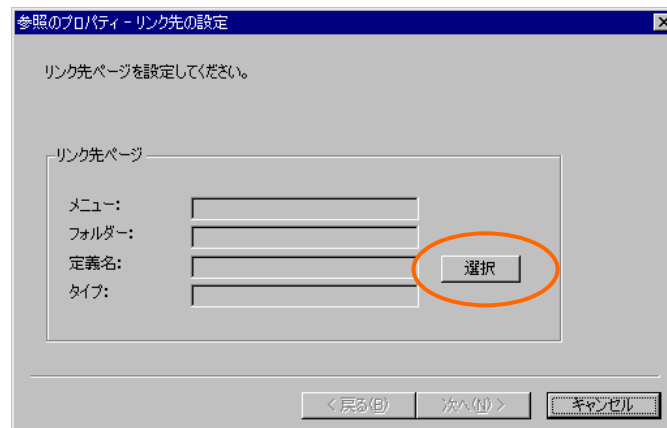 参照のプロパティ - リンク先の設定
リンク先ページを設定してください。
リンク先ページ
メニュー:
フォルダー:
定義名:
選択
タイプ:
< 戻る(B)
次へ(N) >
キャンセル